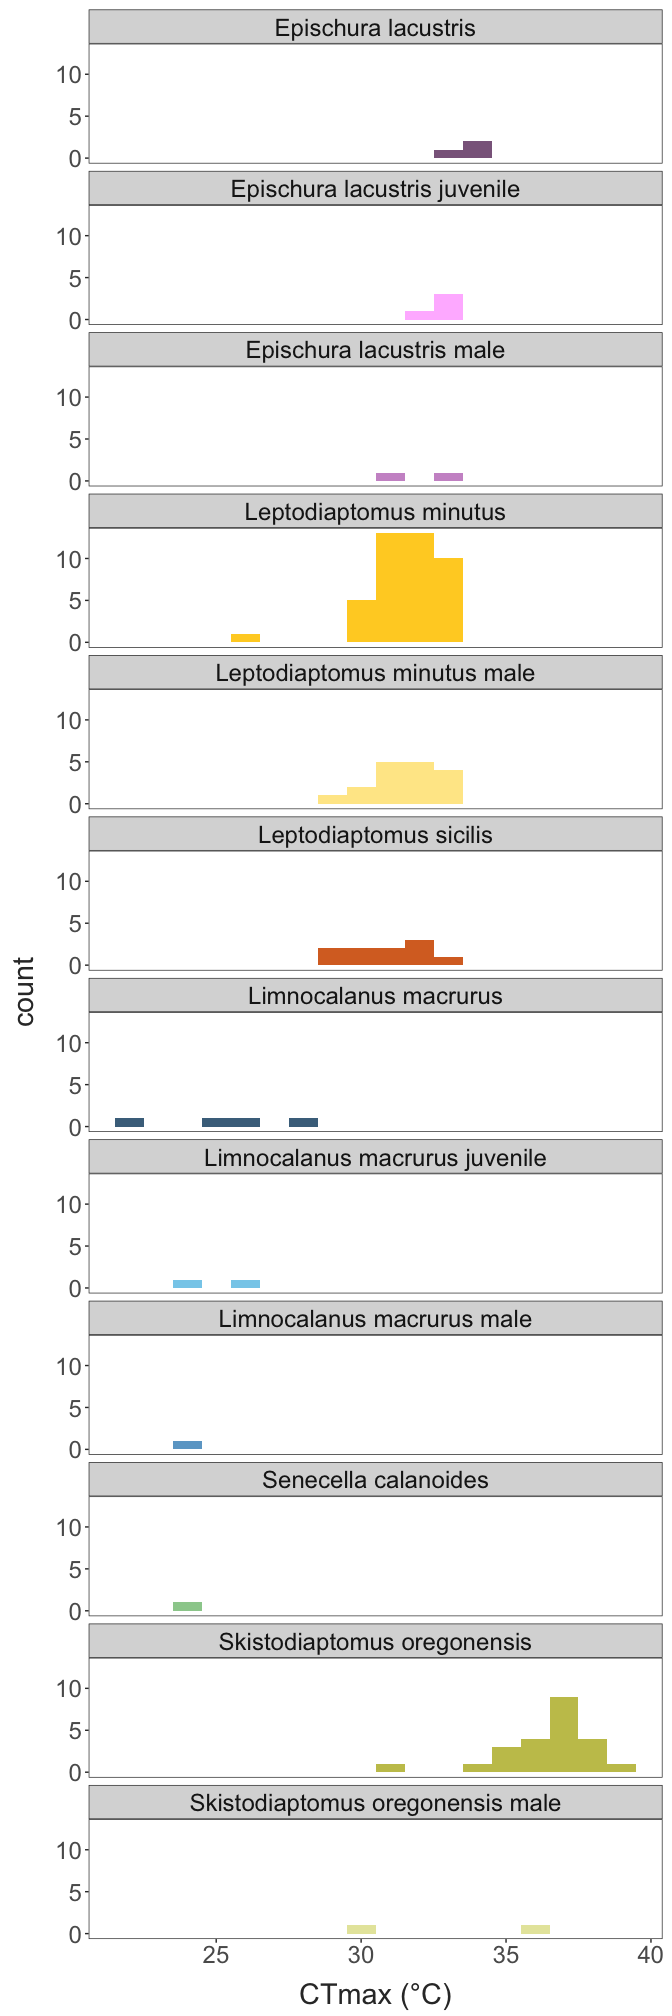 Epischura lacustris
10
5
0
Epischura lacustris juvenile
10
5
0
Epischura lacustris male
10
5
0
Leptodiaptomus minutus
10
5
0
Leptodiaptomus minutus male
10
5
0
Leptodiaptomus sicilis
10
5
0
count
Limnocalanus macrurus
10
5
0
Limnocalanus macrurus juvenile
10
5
0
Limnocalanus macrurus male
10
5
0
Senecella calanoides
10
5
0
Skistodiaptomus oregonensis
10
5
0
Skistodiaptomus oregonensis male
10
5
0
25 30 35 40
CTmax (°C)